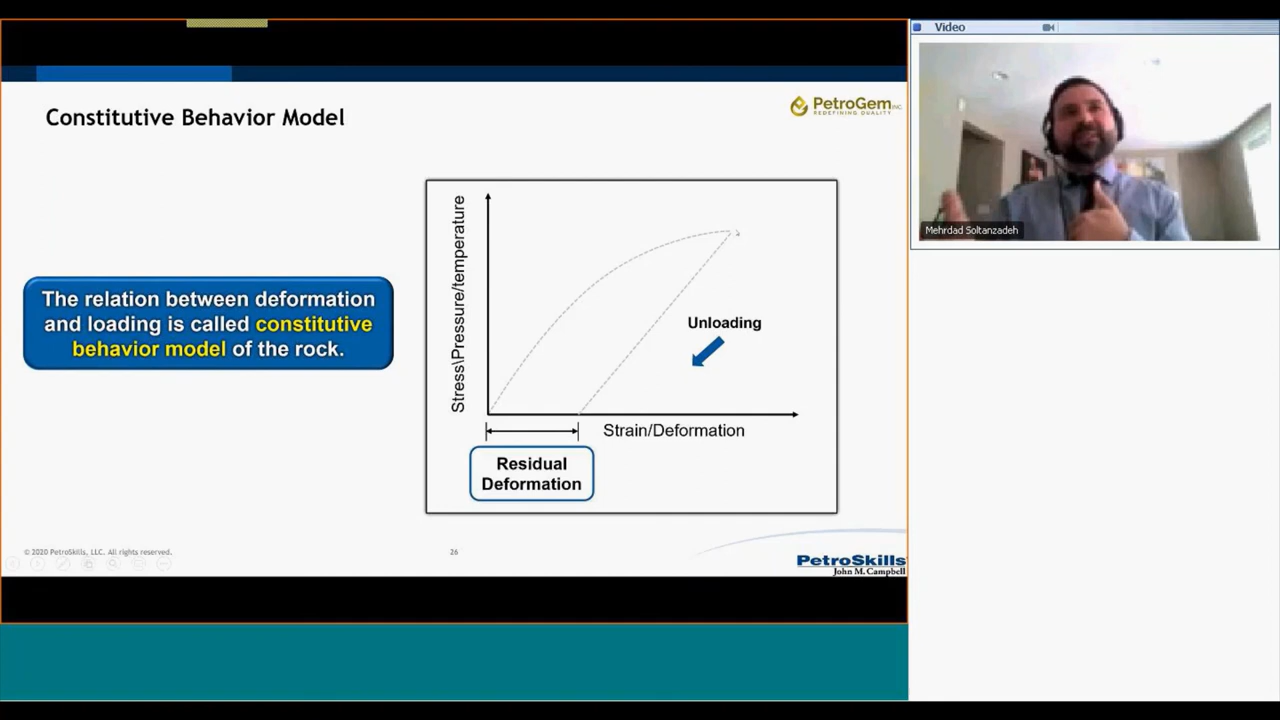 Video
Constitutive Behavior Model
PetroGem INC.
REDEFINING QUALITY
Mehrdad Soltanzadeh
The relation between deformation
and loading is called constitutive
behavior model of the rock.
Stress\Pressure/temperature
Unloading
Strain/Deformation
Residual
Deformation
© 2020 PetroSkills, LLC. All rights reserved.
26
PetroSkills
John M. Campbell